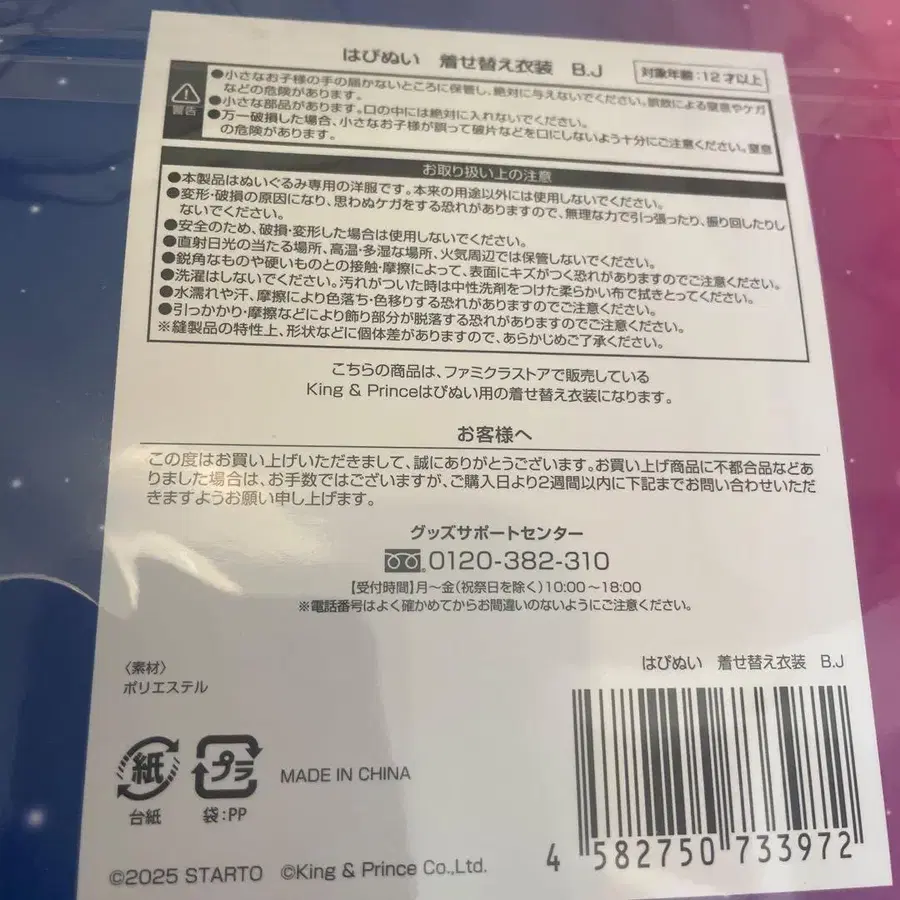 はぴぬい 着せ替え衣装 B.J
対象年齢:12才以上
警告
●小さなお子様の手の届かないところに保管し、絶対に与えないでください。誤飲による窒息やケガ
などの危険があります。
●小さな部品があります。口の中には絶対に入れないでください。
●万一破損した場合、小さなお子様が誤って破片などを口にしないよう十分にご注意ください。窒息
の危険があります。
お取り扱い上の注意
●本製品はぬいぐるみ専用の洋服です。本来の用途以外には使用しないでください。
●変形・破損の原因になり、思わぬケガをする恐れがありますので、無理な力で引っ張ったり、振り回したりし
ないでください。
●安全のため、破損・変形した場合は使用しないでください。
●直射日光の当たる場所、高温・多湿な場所、火気周辺では保管しないでください。
●鋭角なものや硬いものとの接触・摩擦によって、表面にキズがつく恐れがありますのでご注意ください。
●洗濯はしないでください。汚れがついた時は中性洗剤をつけた柔らかい布で拭きとってください。
●水濡れや汗、摩擦により色落ち・色移りする恐れがありますのでご注意ください。
●引っかかり・摩擦などにより飾り部分が脱落する恐れがありますのでご注意ください。
※縫製品の特性上、形状などに個体差がありますので、あらかじめご了承ください。
こちらの商品は、ファミクラストアで販売している
King & Princeはぴぬい用の着せ替え衣装になります。
お客様へ
この度はお買い上げいただきまして、誠にありがとうございます。お買い上げ商品に不都合品などあ
りました場合は、お手数ではございますが、ご購入日より2週間以内に下記までお問い合わせいただ
きますようお願い申し上げます。
グッズサポートセンター
0120-382-310
【受付時間】月～金(祝祭日を除く)10:00～18:00
※電話番号はよく確かめてからお間違いのないようにご注意ください。
〈素材〉
ポリエステル
はぴぬい 着せ替え衣装 B.J
紙
プラ
台紙
袋:PP
MADE IN CHINA
4 582750 733972
©2025 STARTO ©King & Prince Co.,Ltd.